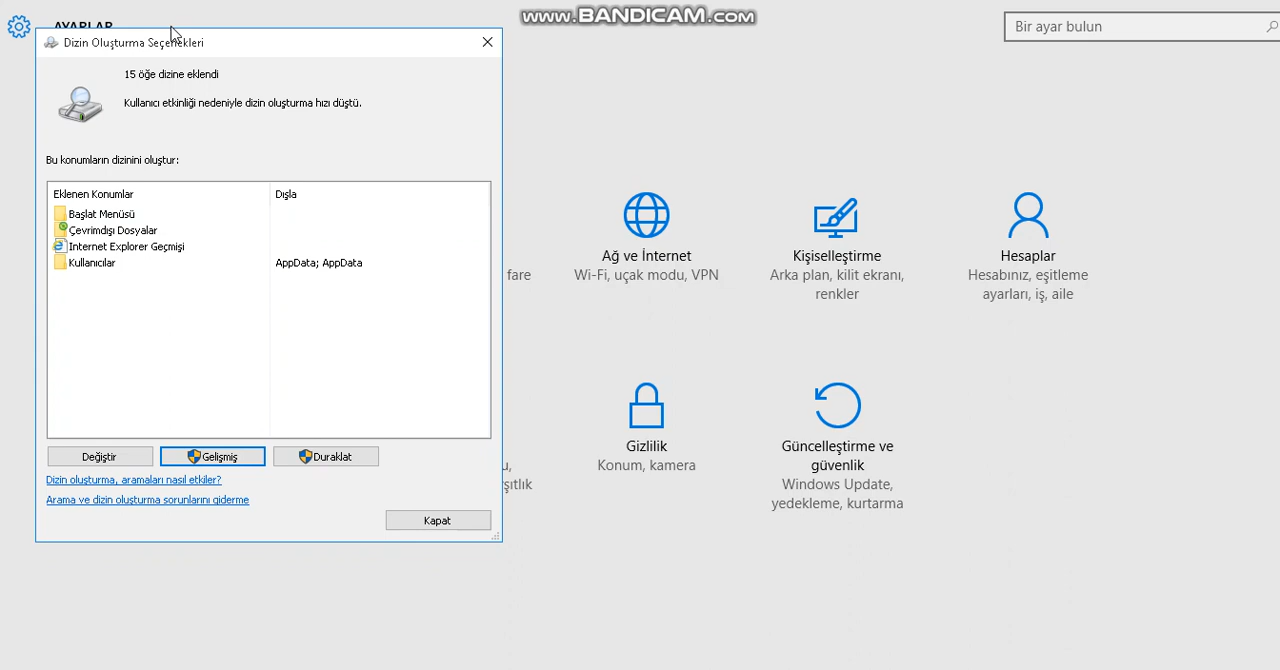 AYARLAR
www.BANDICAM.com
Bir ayar bulun
Dizin Oluşturma Seçenekleri
15 öğe dizine eklendi
Kullanıcı etkinliği nedeniyle dizin oluşturma hızı düştü.
Bu konumların dizinini oluştur:
Eklenen Konumlar
Dışla
Başlat Menüsü
Çevrimdışı Dosyalar
Internet Explorer Geçmişi
Kullanıcılar
AppData; AppData
Değiştir
Gelişmiş
Duraklat
Dizin oluşturma, aramaları nasıl etkiler?
Arama ve dizin oluşturma sorunlarını giderme
Kapat
fare
Ağ ve İnternet
Wi-Fi, uçak modu, VPN
Kişiselleştirme
Arka plan, kilit ekranı,
renkler
Hesaplar
Hesabınız, eşitleme
ayarları, iş, aile
Gizlilik
Konum, kamera
Güncelleştirme ve
güvenlik
Windows Update,
yedekleme, kurtarma